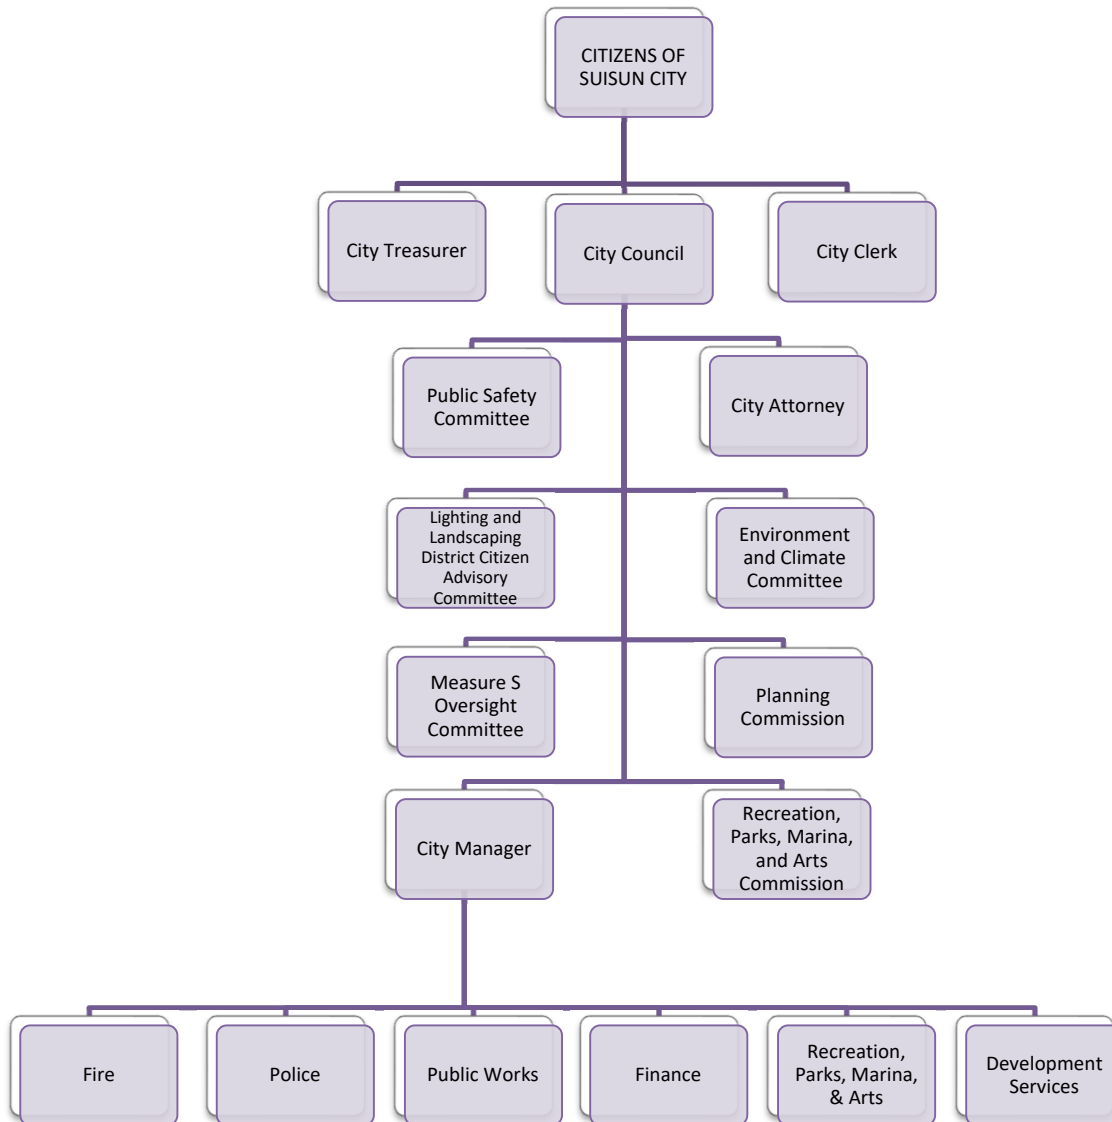 CITIZENS OF
SUISUN CITY
City Treasurer
City Council
City Clerk
Public Safety
Committee
City Attorney
Lighting and
Landscaping
District Citizen
Advisory
Committee
Environment
and Climate
Committee
Measure S
Oversight
Committee
Planning
Commission
City Manager
Recreation,
Parks, Marina,
and Arts
Commission
Fire
Police
Public Works
Finance
Recreation,
Parks, Marina,
& Arts
Development
Services